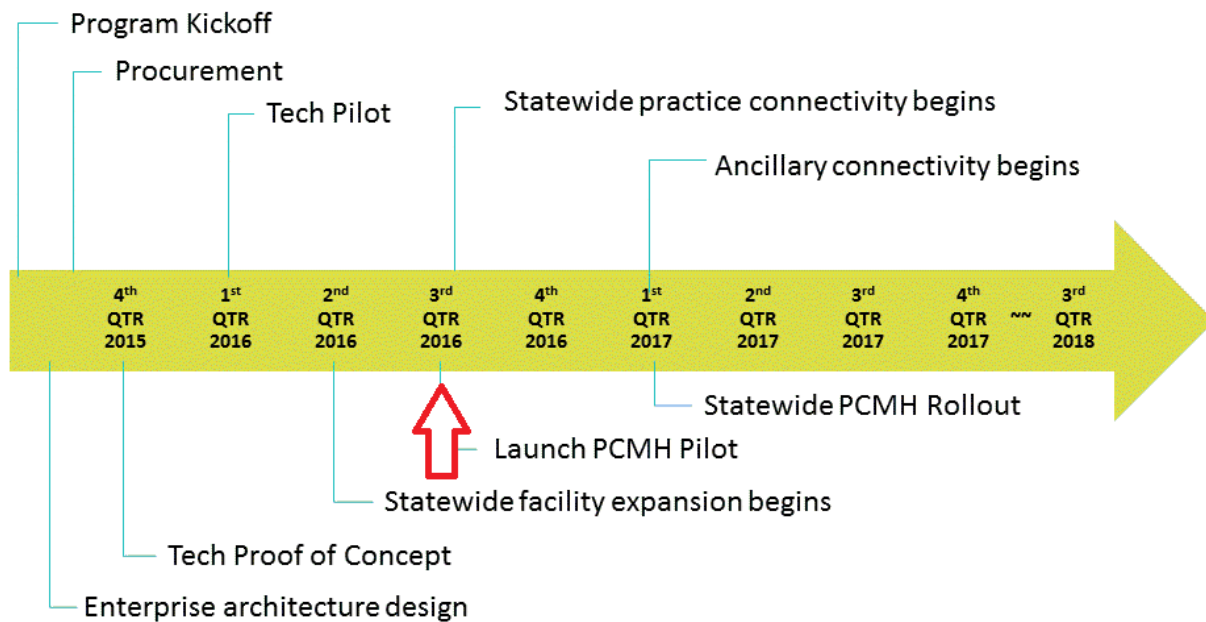 Program Kickoff
Procurement
Tech Pilot
Statewide practice connectivity begins
Ancillary connectivity begins
4th QTR 2015
1st QTR 2016
2nd QTR 2016
3rd QTR 2016
4th QTR 2016
1st QTR 2017
2nd QTR 2017
3rd QTR 2017
4th QTR 2017
~~
3rd QTR 2018
Statewide PCMH Rollout
Launch PCMH Pilot
Statewide facility expansion begins
Tech Proof of Concept
Enterprise architecture design